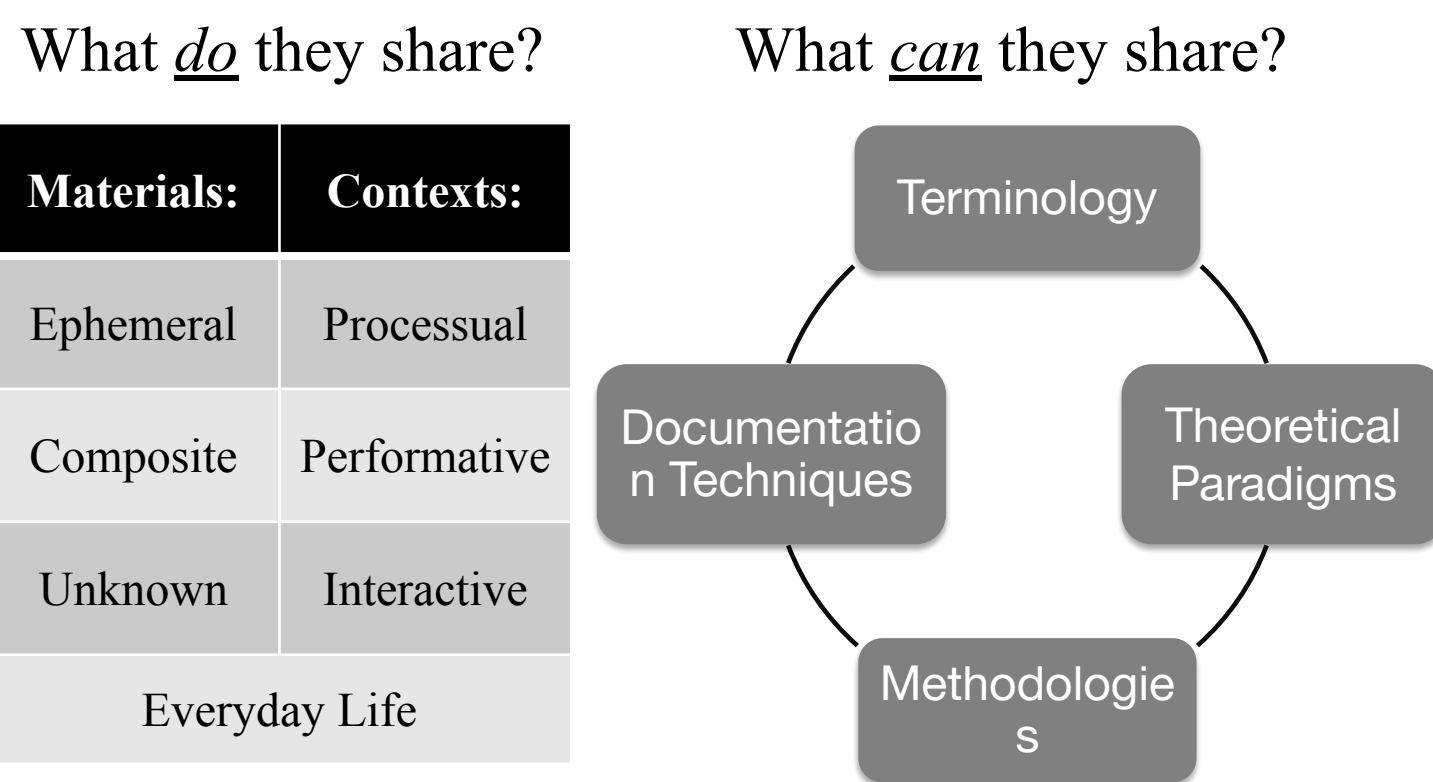 What do they share?
Materials: Contexts:
Ephemeral Processual
Composite Performative
Unknown Interactive
Everyday Life
What can they share?
Terminology
Theoretical
Paradigms
Methodologie
s
Documentatio
n Techniques